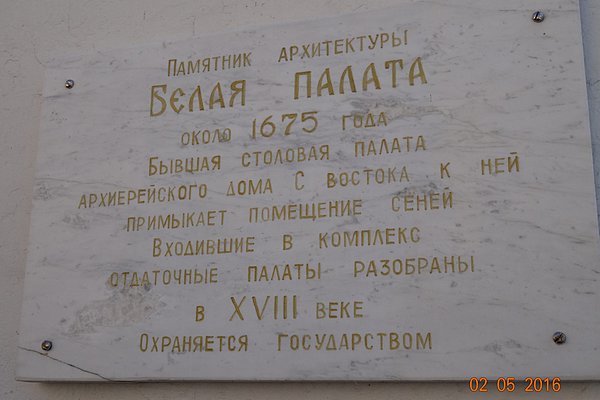 Памятник архитектуры
Белая палата
около 1675 года
Бывшая столовая палата
архиерейского дома с востока к ней
примыкает помещение сеней
Входившие в комплекс
отдаточные палаты разобраны
в XVIII веке
Охраняется государством
02 05 2016